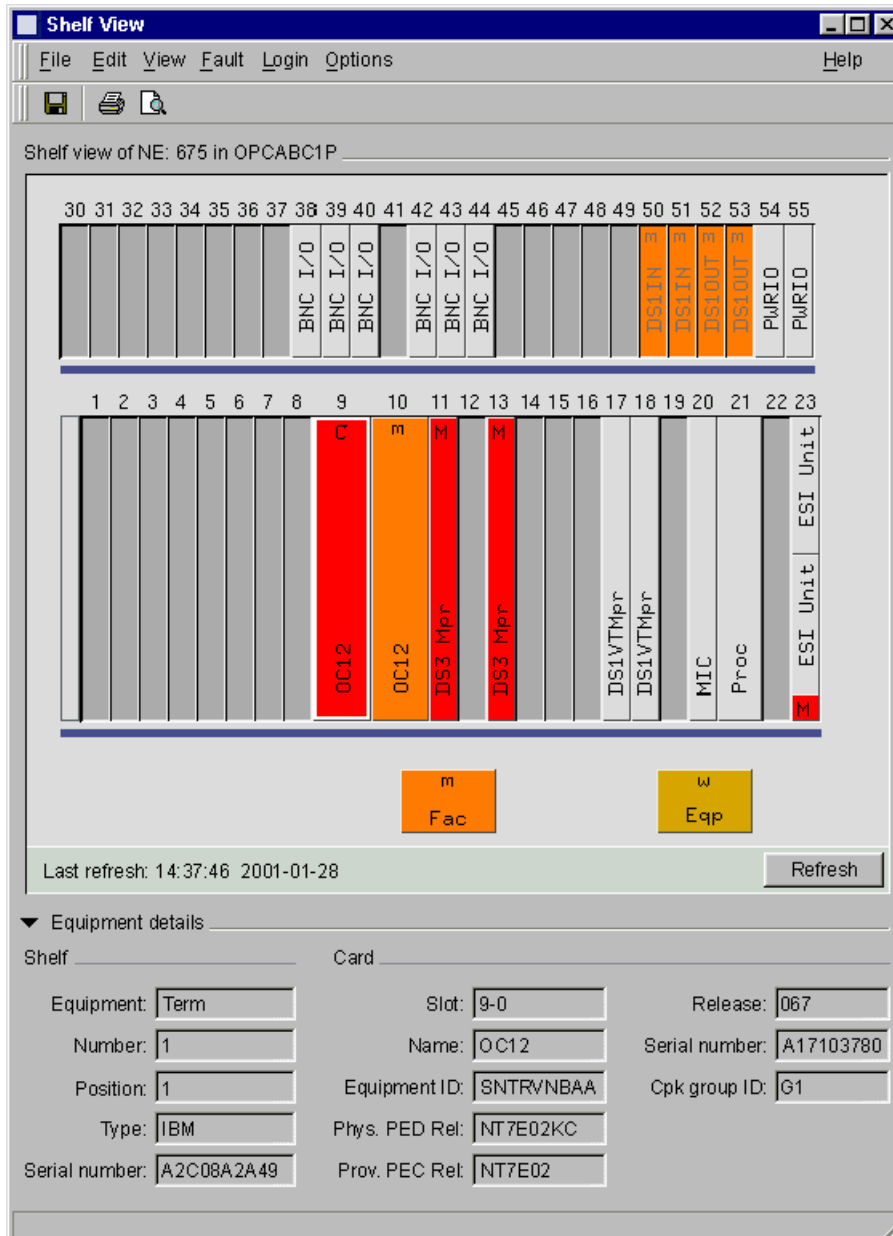 Shelf View
File Edit View Fault Login Options Help
Shelf view of NE: 675 in OPCABC1P
30 31 32 33 34 35 36 37 38 39 40 41 42 43 44 45 46 47 48 49 50 51 52 53 54 55
m m m m
BNC I/O BNC I/O BNC I/O BNC I/O BNC I/O BNC I/O DS1IN DS1IN DS1OUT DS1OUT PWRIO PWRIO
1 2 3 4 5 6 7 8 9 10 11 12 13 14 15 16 17 18 19 20 21 22 23
C m M M
OC12 OC12 DS3 Mpr DS3 Mpr DS1VTMpr DS1VTMpr MIC Proc ESI Unit ESI Unit
M
m w
Fac Eqp
Last refresh: 14:37:46 2001-01-28 Refresh
Equipment details
Shelf Card
Equipment: Term Slot: 9-0 Release: 067
Number: 1 Name: OC12 Serial number: A17103780
Position: 1 Equipment ID: SNTRVNBAA Cpk group ID: G1
Type: IBM Phys. PED Rel: NT7E02KC
Serial number: A2C08A2A49 Prov. PEC Rel: NT7E02